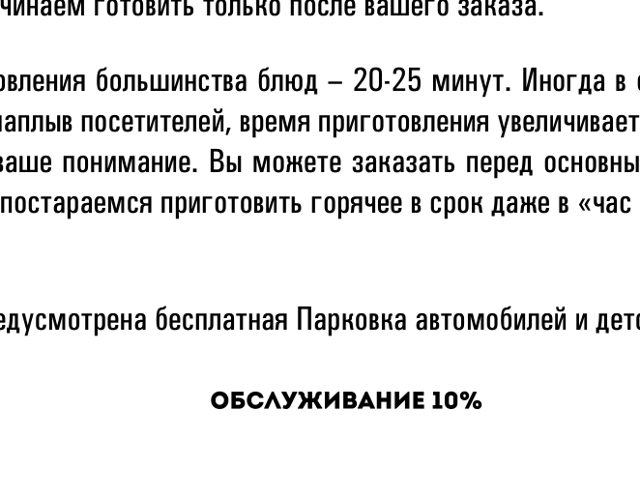 чинаем готовить только после вашего заказа.
овления большинства блюд – 20-25 минут. Иногда в
наплыв посетителей, время приготовления увеличивает
ваше понимание. Вы можете заказать перед основны
постараемся приготовить горячее в срок даже в «час
едусмотрена бесплатная Парковка автомобилей и детс
ОБСЛУЖИВАНИЕ 10%